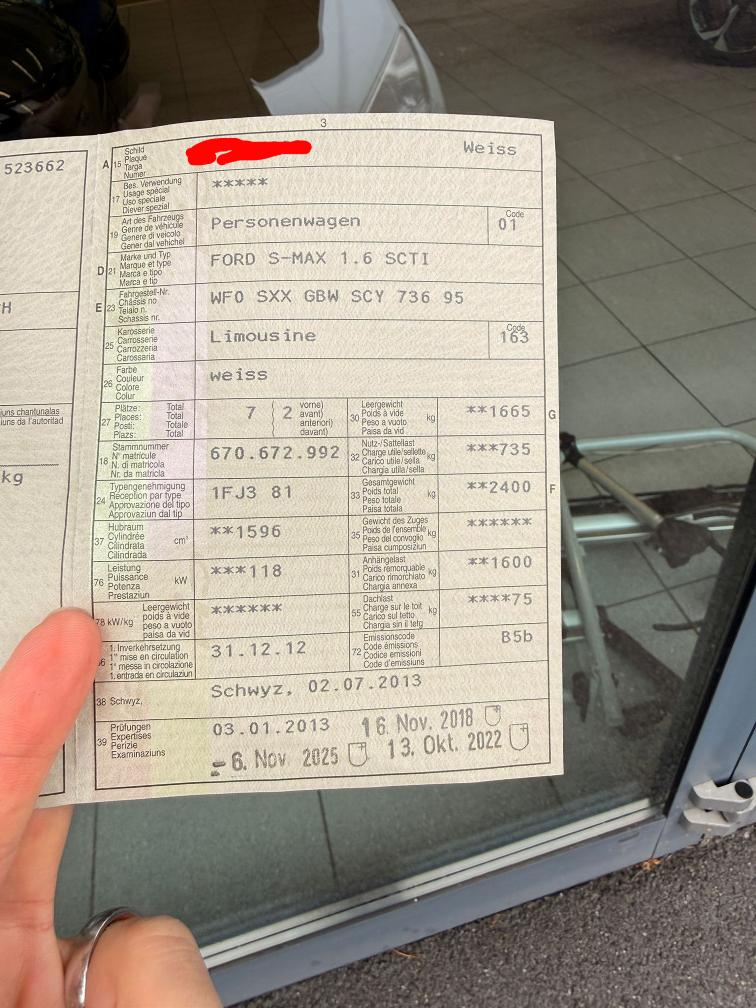 3
523662
A 15 Schild Plaque Targa Numer Weiss
17 Bes. Verwendung Usage spécial Uso speciale Diever spezial *****
19 Art des Fahrzeugs Genre de véhicule Genere di veicolo Gener dal vehichel Personenwagen Code 01
D 21 Marke und Typ Marque et type Marca e tipo Marca e tip FORD S-MAX 1.6 SCTI
E 23 Fahrgestell-Nr. Châssis no Telaio n. Schassis nr. WF0 SXX GBW SCY 736 95
H
25 Karosserie Carrosserie Carrozzeria Carossaria Limousine Code 163
26 Farbe Couleur Colore Colur weiss
27 Plätze: Total Places: Total Posti: Totale Plazs: Total 7 2 vorne) avant) anteriori) davant) 30 Leergewicht Poids à vide Peso a vuoto Paisa da vid kg **1665 G
iuns chantunalas
iuns da l'autoritad
18 Stammnummer N° matricule N. di matricola Nr. da matricla 670.672.992 32 Nutz-/Sattellast Charge utile/sellette Carico utile/sella Chargia utila/sella kg ***735
kg
24 Typengenehmigung Réception par type Approvazione del tipo Approvaziun dal tip 1FJ3 81 33 Gesamtgewicht Poids total Peso totale Paisa totala kg **2400 F
37 Hubraum Cylindrée Cilindrata Cilindrada cm³ **1596 35 Gewicht des Zuges Poids de l'ensemble Peso del convoglio Paisa cumposiziun kg ******
76 Leistung Puissance Potenza Prestaziun kW ***118 31 Anhängelast Poids remorquable Carico rimorchiato Chargia annexa kg **1600
78 kW/kg Leergewicht poids à vide peso a vuoto paisa da vid ****** 55 Dachlast Charge sur le toit Carico sul tetto Chargia sin il tetg kg ****75
6 1. Inverkehrsetzung 1re mise en circulation 1a messa in circolazione 1. entrada en circulaziun 31.12.12 72 Emissionscode Code émissions Codice emissioni Code d'emissiuns B5b
38 Schwyz, Schwyz, 02.07.2013
39 Prüfungen Expertises Perizie Examinaziuns 03.01.2013 16. Nov. 2018
- 6. Nov. 2025 13. Okt. 2022